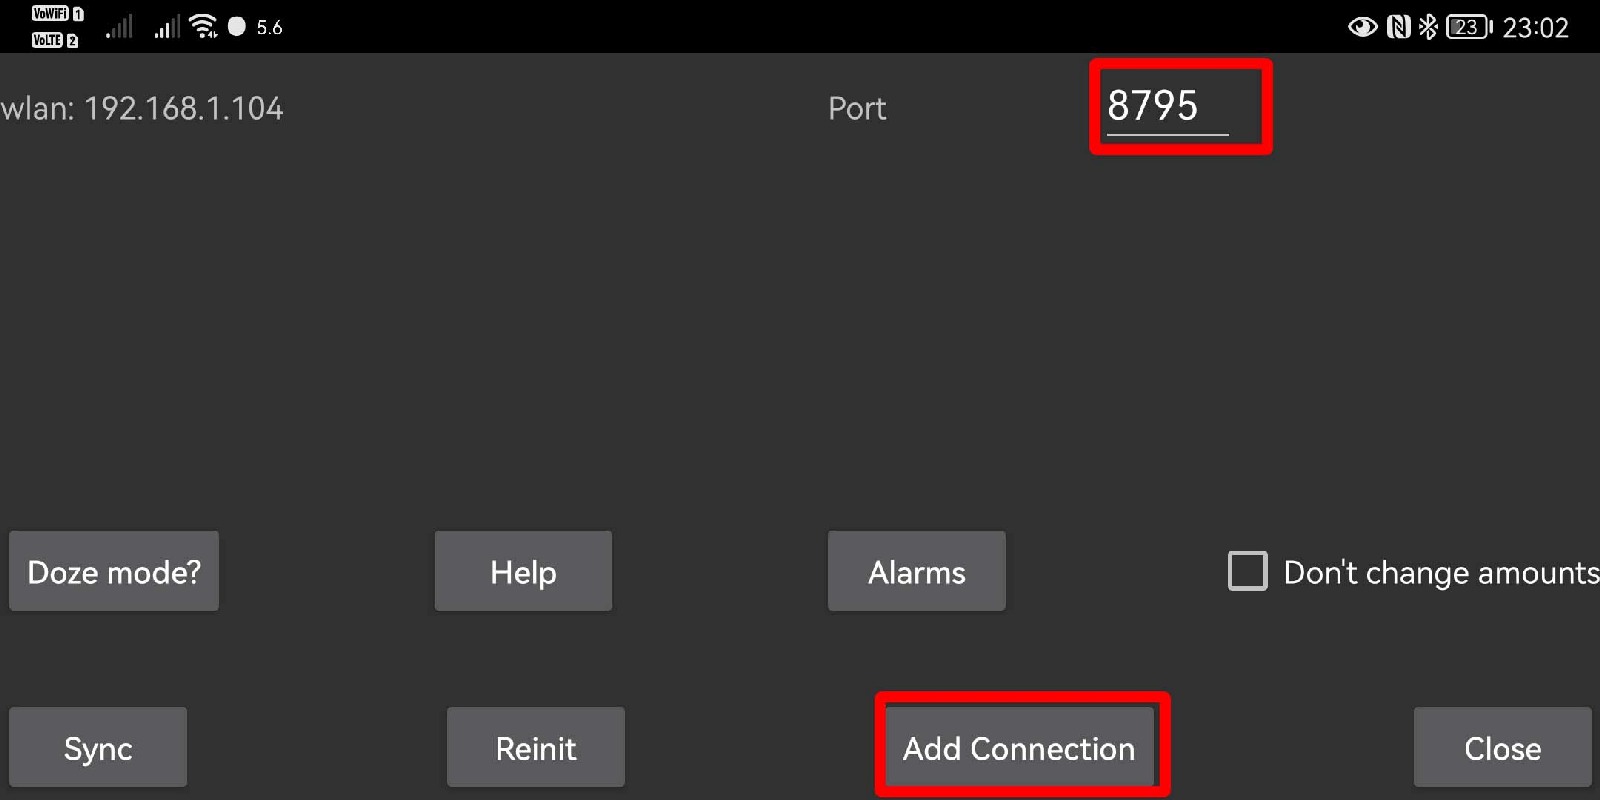 VoWiFi 1
VoLTE 2
5.6
23
23:02
wlan: 192.168.1.104
Port
8795
Doze mode?
Help
Alarms
Don't change amounts
Sync
Reinit
Add Connection
Close